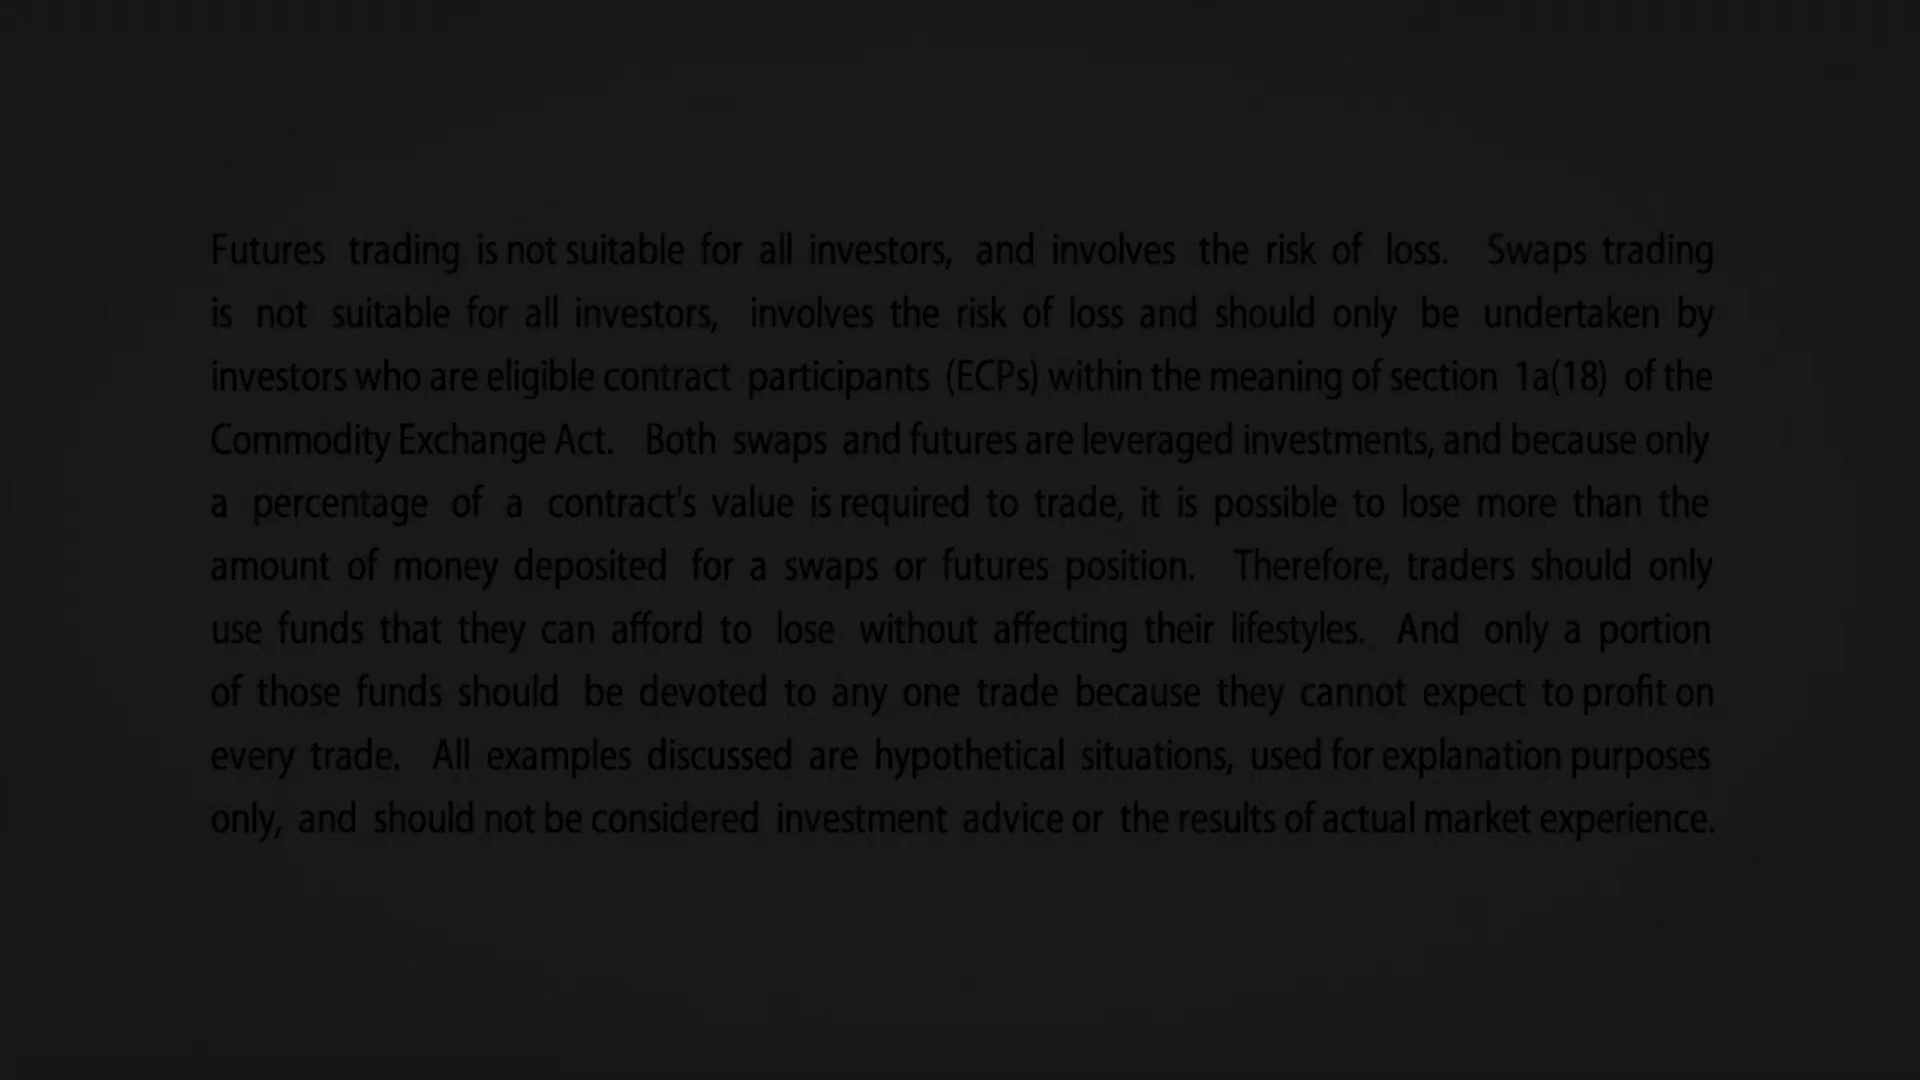 Futures trading is not suitable for all investors, and involves the risk of loss. Swaps trading
is not suitable for all investors, involves the risk of loss and should only be undertaken by
investors who are eligible contract participants (ECPs) within the meaning of section 1a(18) of the
Commodity Exchange Act. Both swaps and futures are leveraged investments, and because only
a percentage of a contract's value is required to trade, it is possible to lose more than the
amount of money deposited for a swaps or futures position. Therefore, traders should only
use funds that they can afford to lose without affecting their lifestyles. And only a portion
of those funds should be devoted to any one trade because they cannot expect to profit on
every trade. All examples discussed are hypothetical situations, used for explanation purposes
only, and should not be considered investment advice or the results of actual market experience.